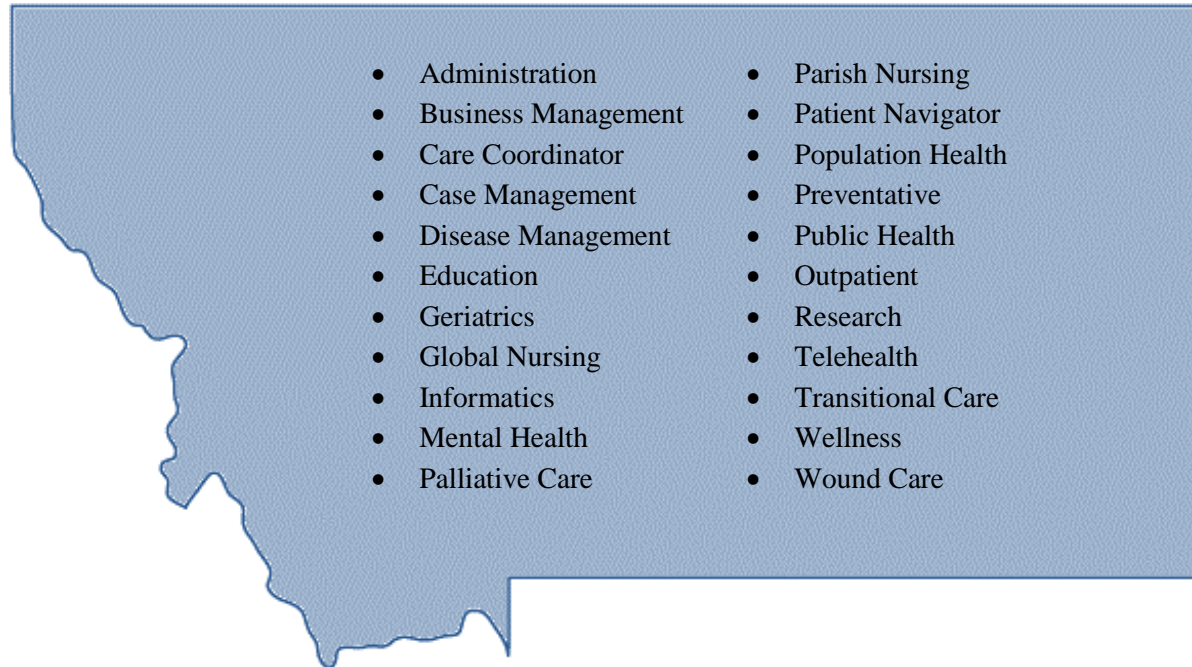 • Administration
• Business Management
• Care Coordinator
• Case Management
• Disease Management
• Education
• Geriatrics
• Global Nursing
• Informatics
• Mental Health
• Palliative Care
• Parish Nursing
• Patient Navigator
• Population Health
• Preventative
• Public Health
• Outpatient
• Research
• Telehealth
• Transitional Care
• Wellness
• Wound Care